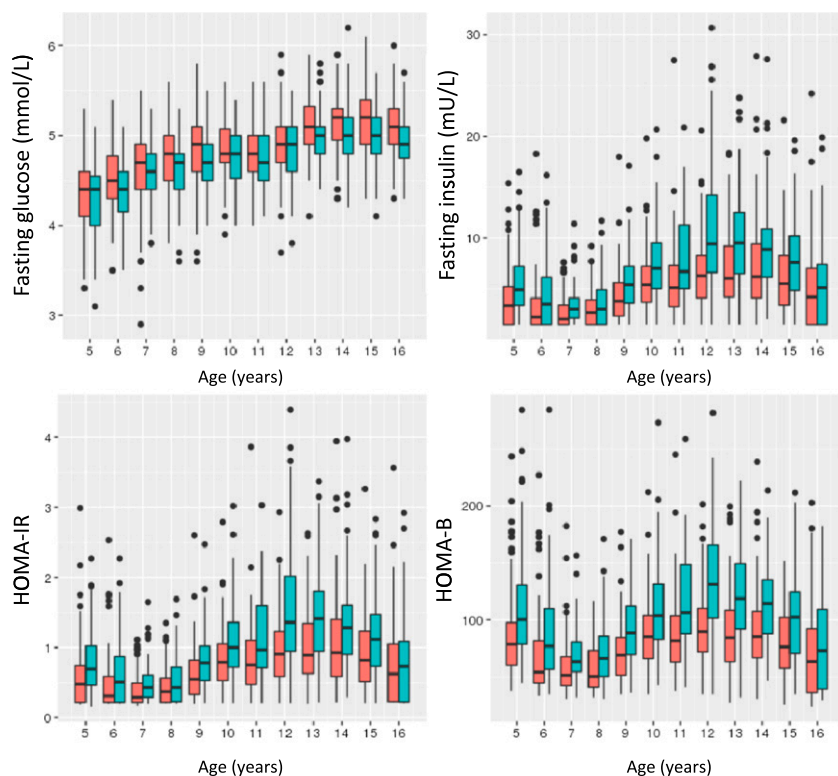 Fasting glucose (mmol/L)
6
5
4
3
5 6 7 8 9 10 11 12 13 14 15 16
Age (years)
Fasting insulin (mU/L)
30
20
10
5 6 7 8 9 10 11 12 13 14 15 16
Age (years)
HOMA-IR
4
3
2
1
0
5 6 7 8 9 10 11 12 13 14 15 16
Age (years)
HOMA-B
200
100
5 6 7 8 9 10 11 12 13 14 15 16
Age (years)